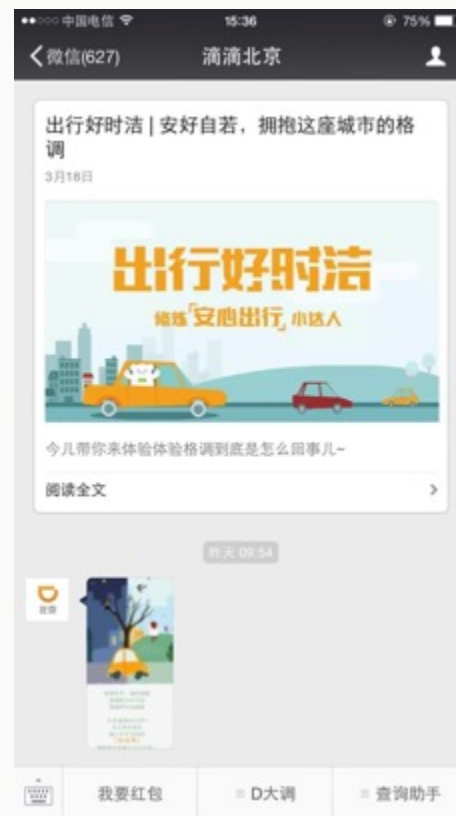 中国电信 15:36 75%
微信(627) 滴滴北京
出行好时洁 | 安好自若，拥抱这座城市的格
调
3月18日
出行好时洁
修炼「安心出行」小达人
今儿带你来体验体验格调到底是怎么回事儿~
阅读全文
昨天 09:54
北京
我要红包 D大调 查询助手